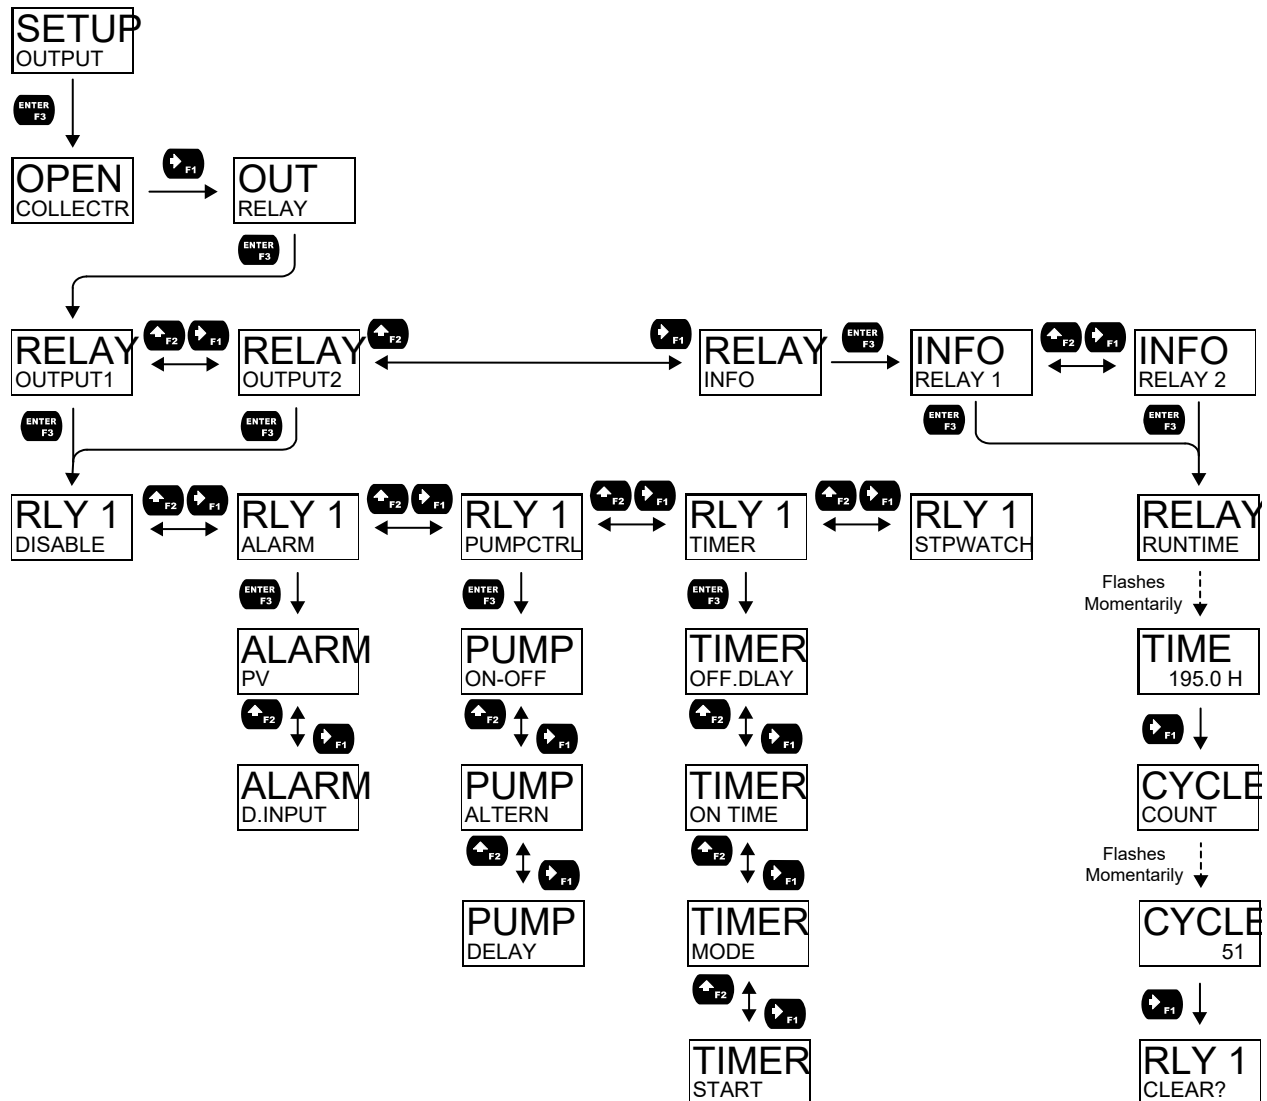 SETUP
OUTPUT
ENTER
F3
OPEN
COLLECTR
F1
OUT
RELAY
ENTER
F3
RELAY
OUTPUT1
F2
F1
RELAY
OUTPUT2
F2
F1
RELAY
INFO
ENTER
F3
INFO
RELAY 1
F2
F1
INFO
RELAY 2
ENTER
F3
ENTER
F3
ENTER
F3
ENTER
F3
RLY 1
DISABLE
F2
F1
RLY 1
ALARM
F2
F1
RLY 1
PUMPCTRL
F2
F1
RLY 1
TIMER
F2
F1
RLY 1
STPWATCH
RELAY
RUNTIME
ENTER
F3
ENTER
F3
ENTER
F3
Flashes
Momentarily
ALARM
PV
PUMP
ON-OFF
TIMER
OFF.DLAY
TIME
195.0 H
F2
F1
F2
F1
F2
F1
F1
ALARM
D.INPUT
PUMP
ALTERN
TIMER
ON TIME
CYCLE
COUNT
F2
F1
F2
F1
Flashes
Momentarily
PUMP
DELAY
TIMER
MODE
CYCLE
51
F2
F1
F1
TIMER
START
RLY 1
CLEAR?